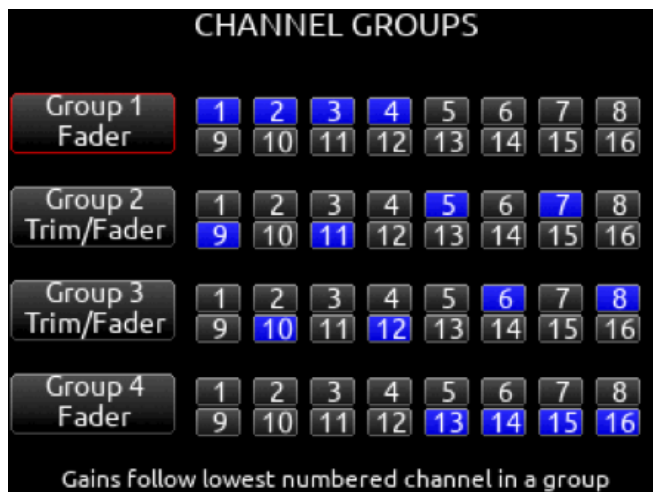 CHANNEL GROUPS
Group 1
Fader
1 2 3 4 5 6 7 8
9 10 11 12 13 14 15 16
Group 2
Trim/Fader
1 2 3 4 5 6 7 8
9 10 11 12 13 14 15 16
Group 3
Trim/Fader
1 2 3 4 5 6 7 8
9 10 11 12 13 14 15 16
Group 4
Fader
1 2 3 4 5 6 7 8
9 10 11 12 13 14 15 16
Gains follow lowest numbered channel in a group